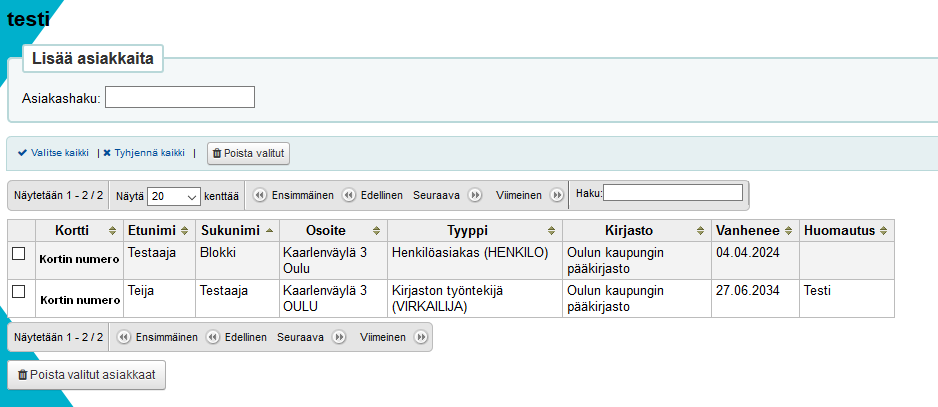 testi
Lisää asiakkaita
Asiakashaku:
Valitse kaikki | Tyhjennä kaikki | Poista valitut
Näytetään 1 - 2 / 2 Näytä 20 kenttää Ensimmäinen Edellinen Seuraava Viimeinen Haku:
Kortti Etunimi Sukunimi Osoite Tyyppi Kirjasto Vanhenee Huomautus
Kortin numero Testaaja Blokki Kaarlenväylä 3 Henkilöasiakas (HENKILO) Oulun kaupungin 04.04.2024
Oulu pääkirjasto
Kortin numero Teija Testaaja Kaarlenväylä 3 Kirjaston työntekijä Oulun kaupungin 27.06.2034 Testi
OULU (VIRKAILIJA) pääkirjasto
Näytetään 1 - 2 / 2 Ensimmäinen Edellinen Seuraava Viimeinen
Poista valitut asiakkaat